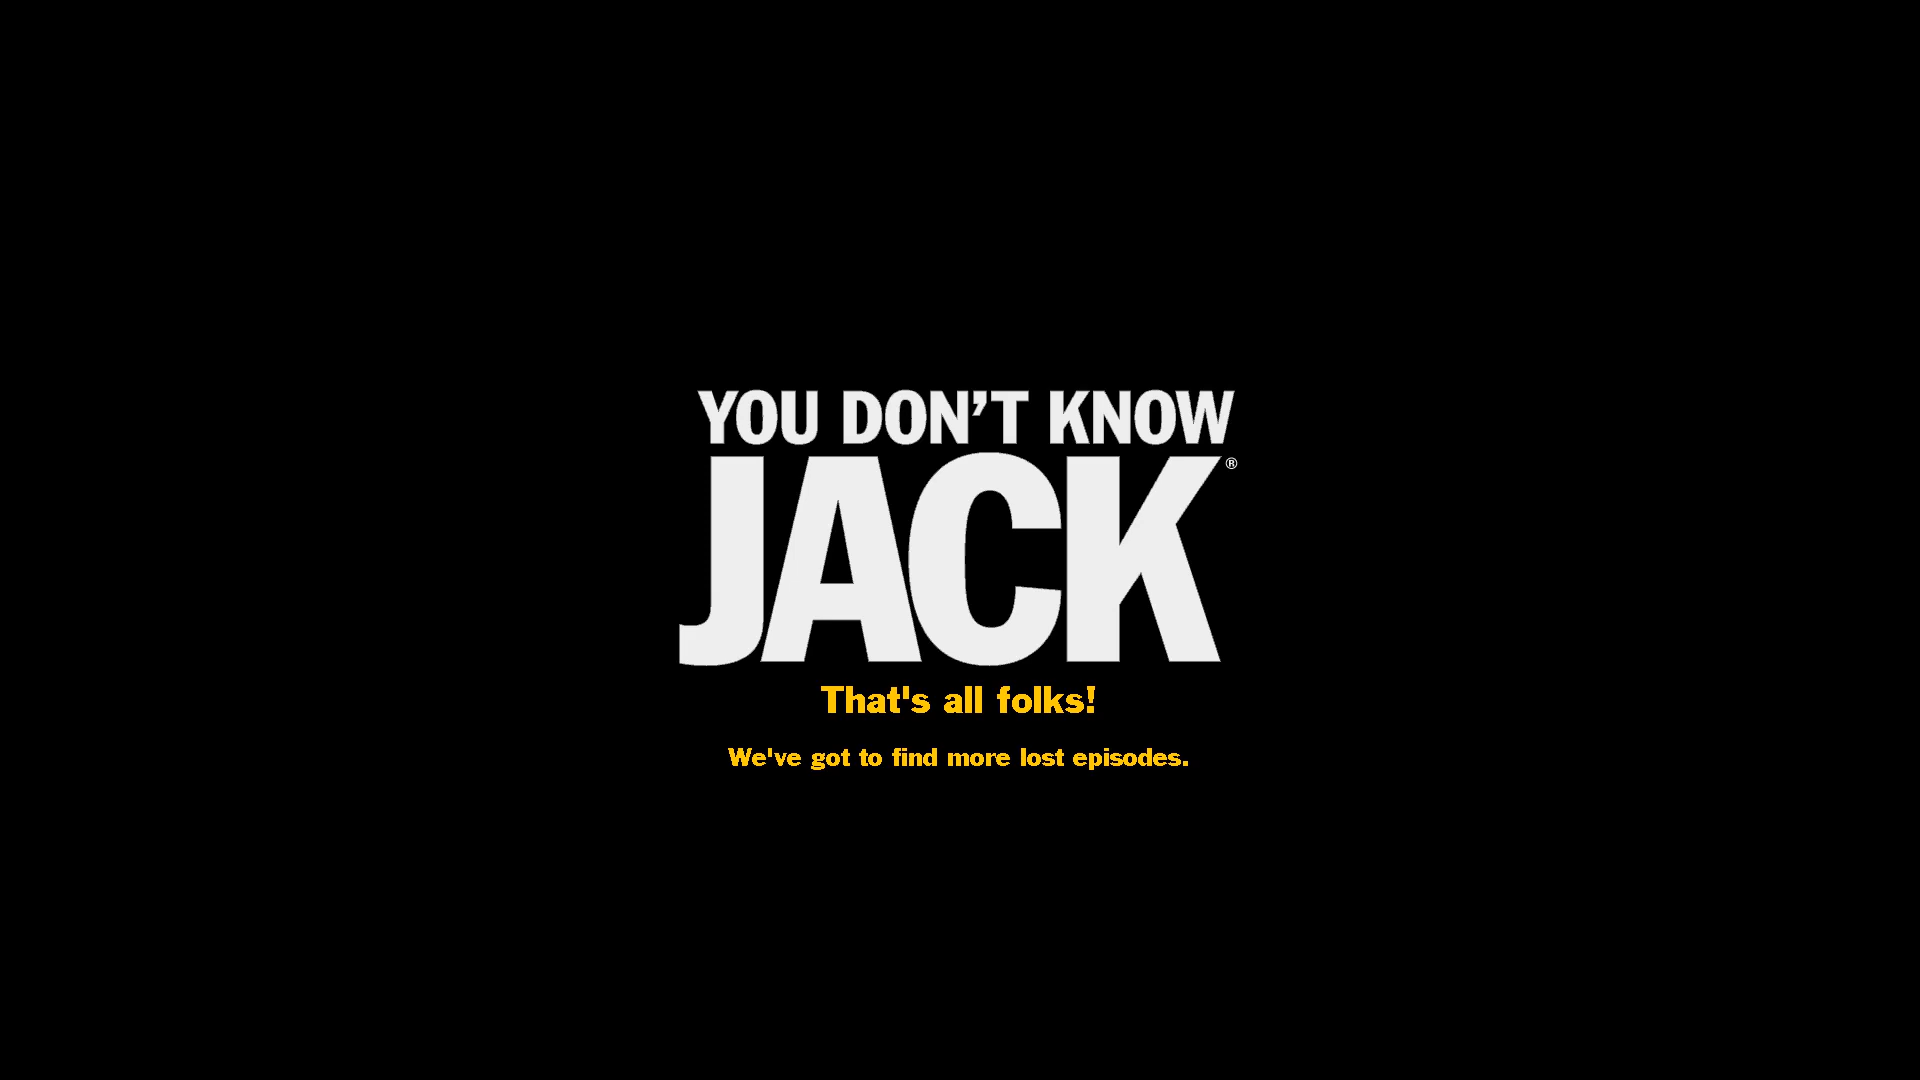 YOU DON’T KNOW
JACK®
That's all folks!
We've got to find more lost episodes.